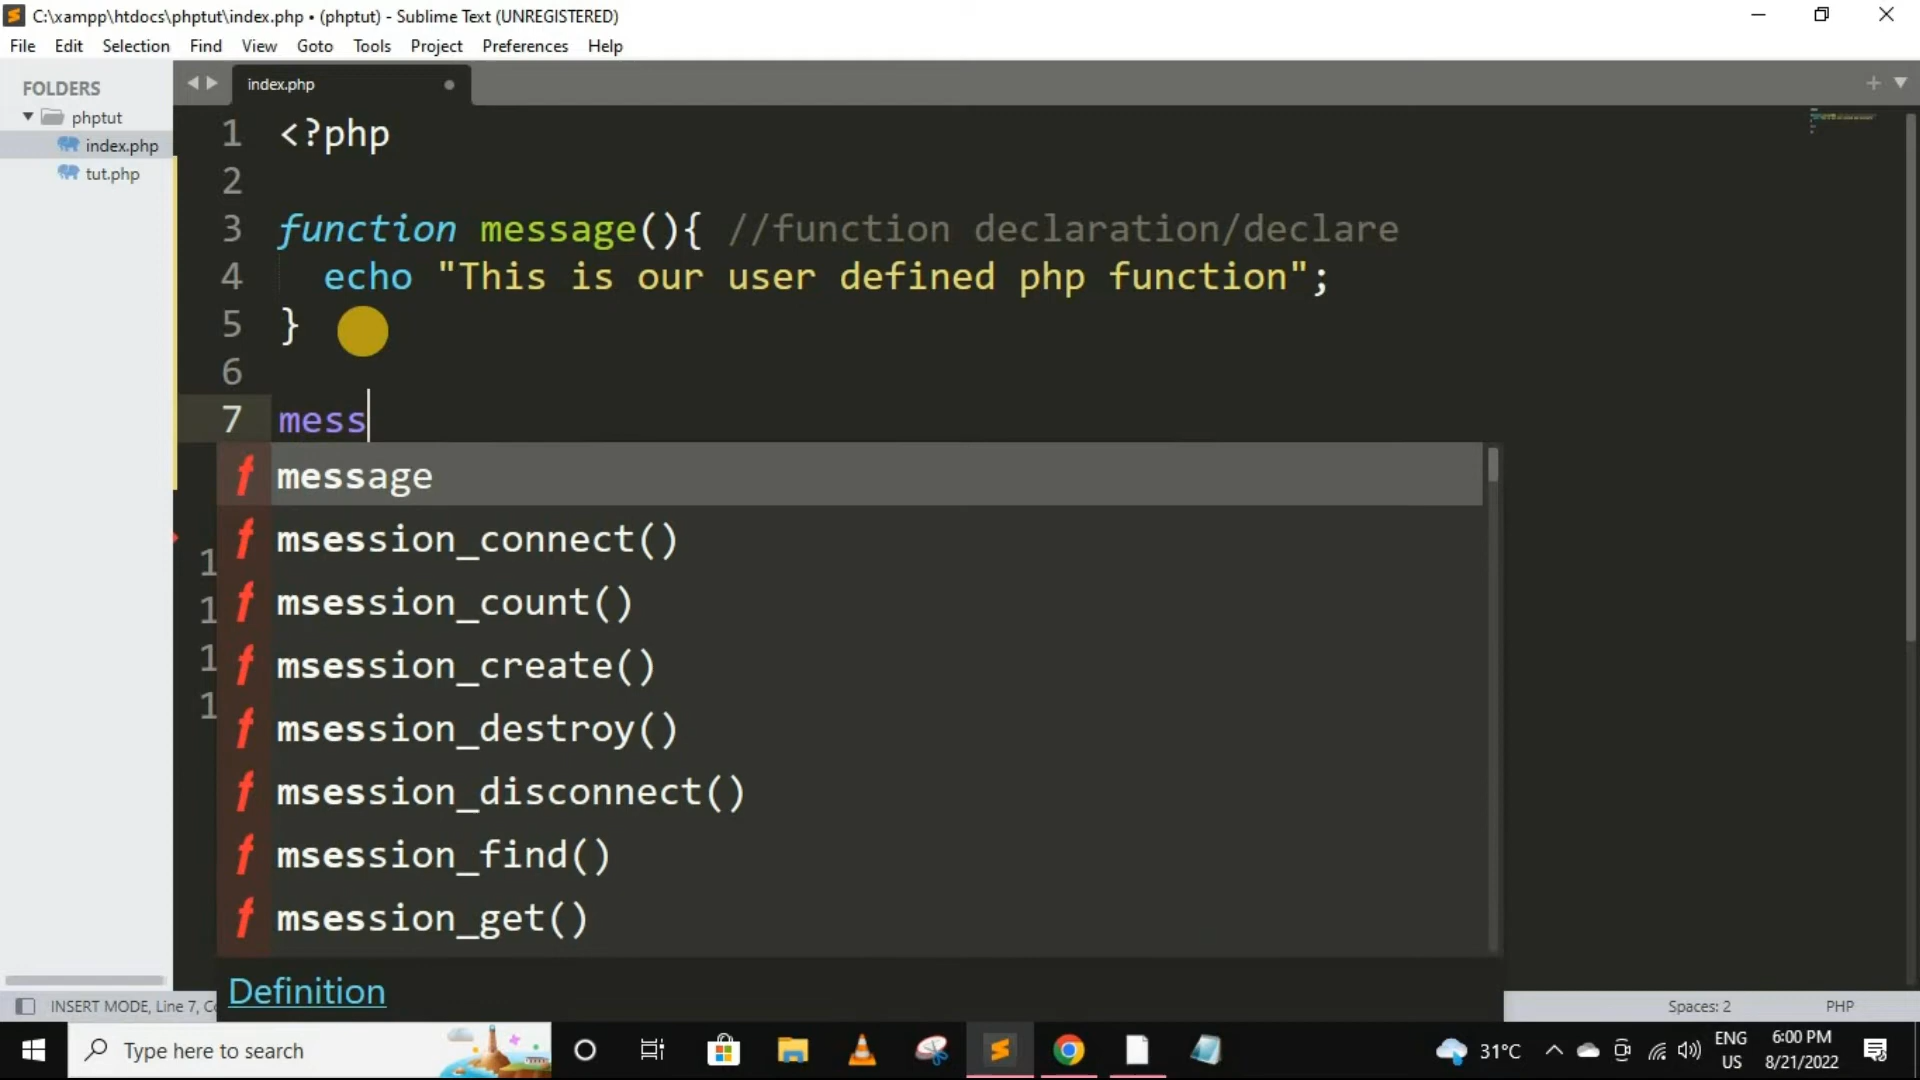 C:\xampp\htdocs\phptut\index.php • (phptut) - Sublime Text (UNREGISTERED)
File Edit Selection Find View Goto Tools Project Preferences Help
FOLDERS
phptut
index.php
tut.php
index.php
1 <?php
2
3 function message(){ //function declaration/declare
4 echo "This is our user defined php function";
5 }
6
7 mess
message
msession_connect()
1
msession_count()
1
msession_create()
1
msession_destroy()
1
msession_disconnect()
msession_find()
msession_get()
Definition
INSERT MODE, Line 7, C
Spaces: 2
PHP
Type here to search
31°C
ENG
US
6:00 PM
8/21/2022